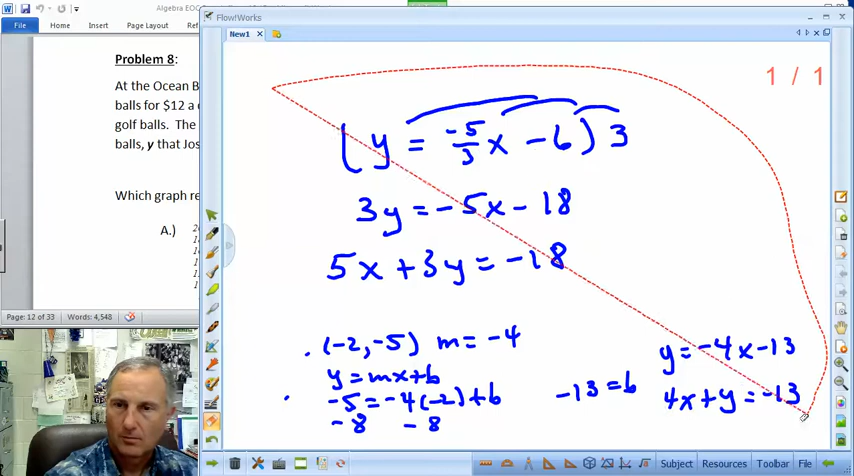 Algebra EOC
File Home Insert
Problem 8:
At the Ocean B
balls for $12 a
golf balls. The
balls, y that Jos
Which graph re
A.)
Page: 12 of 33 Words: 4,548
Flow!Works
New1
1 / 1
(y = -5/3 x - 6) 3
3y = -5x - 18
5x + 3y = -18
. (-2, -5) m = -4
y = mx + b
. -5 = -4(-2) + b
-8 -8
-13 = b
y = -4x - 13
4x + y = -13
Subject Resources Toolbar File